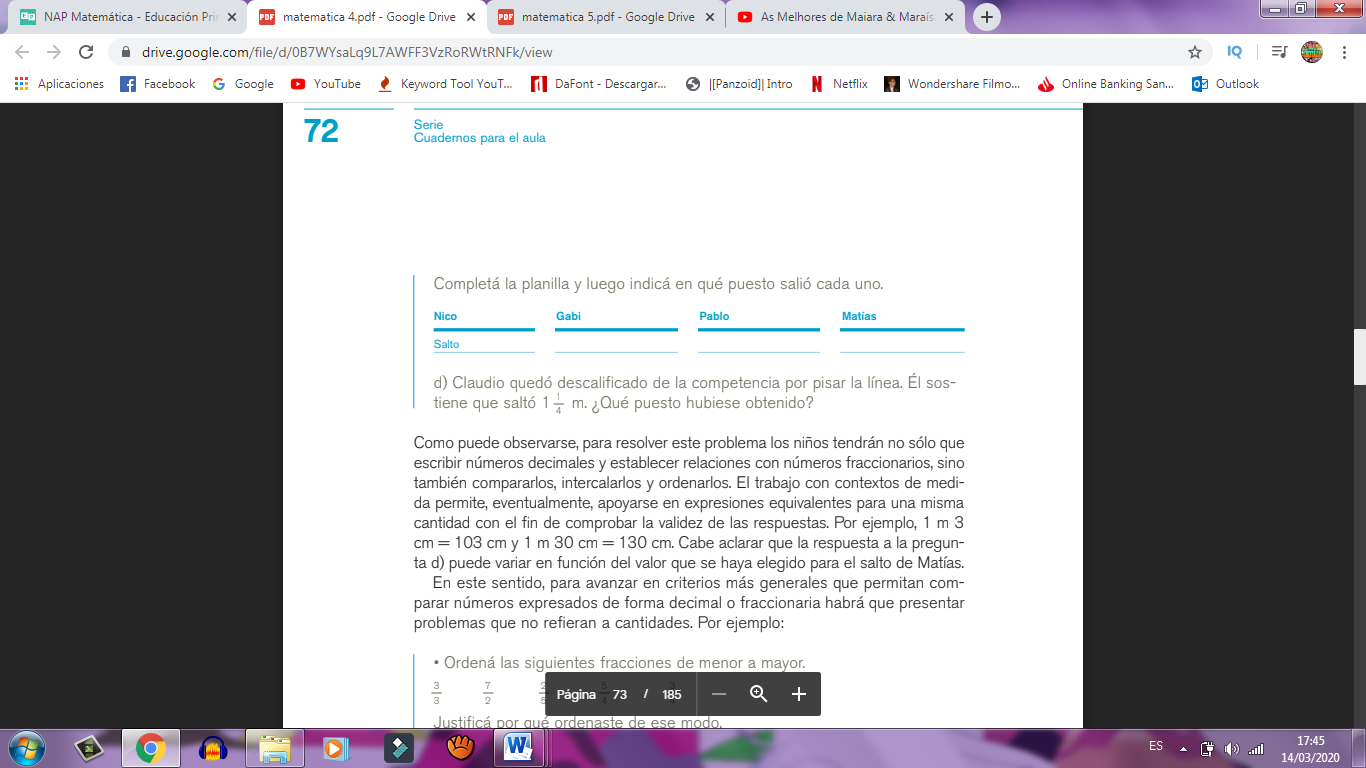 NAP Matemática - Educación Pri
matematica 4.pdf - Google Drive
matematica 5.pdf - Google Drive
As Melhores de Maiara & Maraís
drive.google.com/file/d/0B7WYsaLq9L7AWFF3VzRoRWtRNFk/view
IQ
Aplicaciones
Facebook
Google
YouTube
Keyword Tool YouT...
DaFont - Descargar...
|[Panzoid]| Intro
Netflix
Wondershare Filmo...
Online Banking San...
Outlook
72
Serie
Cuadernos para el aula
Completá la planilla y luego indicá en qué puesto salió cada uno.
Nico Gabi Pablo Matías
Salto
d) Claudio quedó descalificado de la competencia por pisar la línea. Él sos-
tiene que saltó 1 1/4 m. ¿Qué puesto hubiese obtenido?
Como puede observarse, para resolver este problema los niños tendrán no sólo que
escribir números decimales y establecer relaciones con números fraccionarios, sino
también compararlos, intercalarlos y ordenarlos. El trabajo con contextos de medi-
da permite, eventualmente, apoyarse en expresiones equivalentes para una misma
cantidad con el fin de comprobar la validez de las respuestas. Por ejemplo, 1 m 3
cm = 103 cm y 1 m 30 cm = 130 cm. Cabe aclarar que la respuesta a la pregun-
ta d) puede variar en función del valor que se haya elegido para el salto de Matías.
En este sentido, para avanzar en criterios más generales que permitan com-
parar números expresados de forma decimal o fraccionaria habrá que presentar
problemas que no refieran a cantidades. Por ejemplo:
• Ordená las siguientes fracciones de menor a mayor.
3/3 7/2 2/5
Justificá por qué ordenaste de ese modo.
Página 73 / 185
ES
17:45
14/03/2020